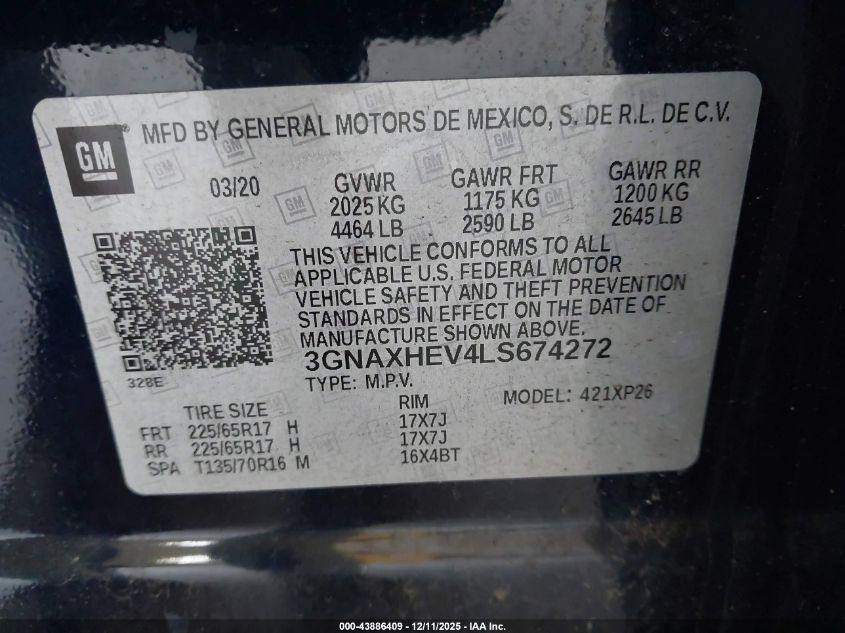 GM
MFD BY GENERAL MOTORS DE MEXICO, S. DE R.L. DE C.V.
03/20
GVWR GAWR FRT GAWR RR
2025 KG 1175 KG 1200 KG
4464 LB 2590 LB 2645 LB
THIS VEHICLE CONFORMS TO ALL
APPLICABLE U.S. FEDERAL MOTOR
VEHICLE SAFETY AND THEFT PREVENTION
STANDARDS IN EFFECT ON THE DATE OF
MANUFACTURE SHOWN ABOVE.
3GNAXHEV4LS674272
328E
TYPE: M.P.V. MODEL: 421XP26
TIRE SIZE RIM
FRT 225/65R17 H 17X7J
RR 225/65R17 H 17X7J
SPA T135/70R16 M 16X4BT
000-43886409 - 12/11/2025 - IAA Inc.